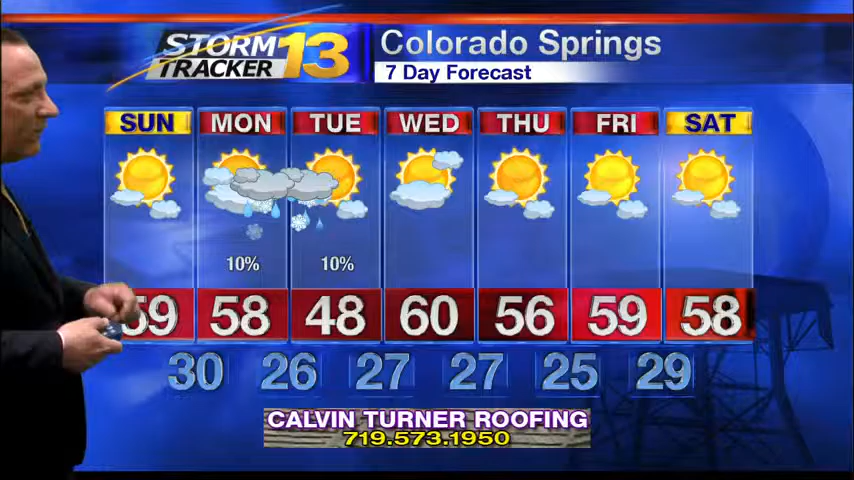 STORM TRACKER 13
Colorado Springs
7 Day Forecast
SUN MON TUE WED THU FRI SAT
10% 10%
59 58 48 60 56 59 58
30 26 27 27 25 29
CALVIN TURNER ROOFING
719.573.1950